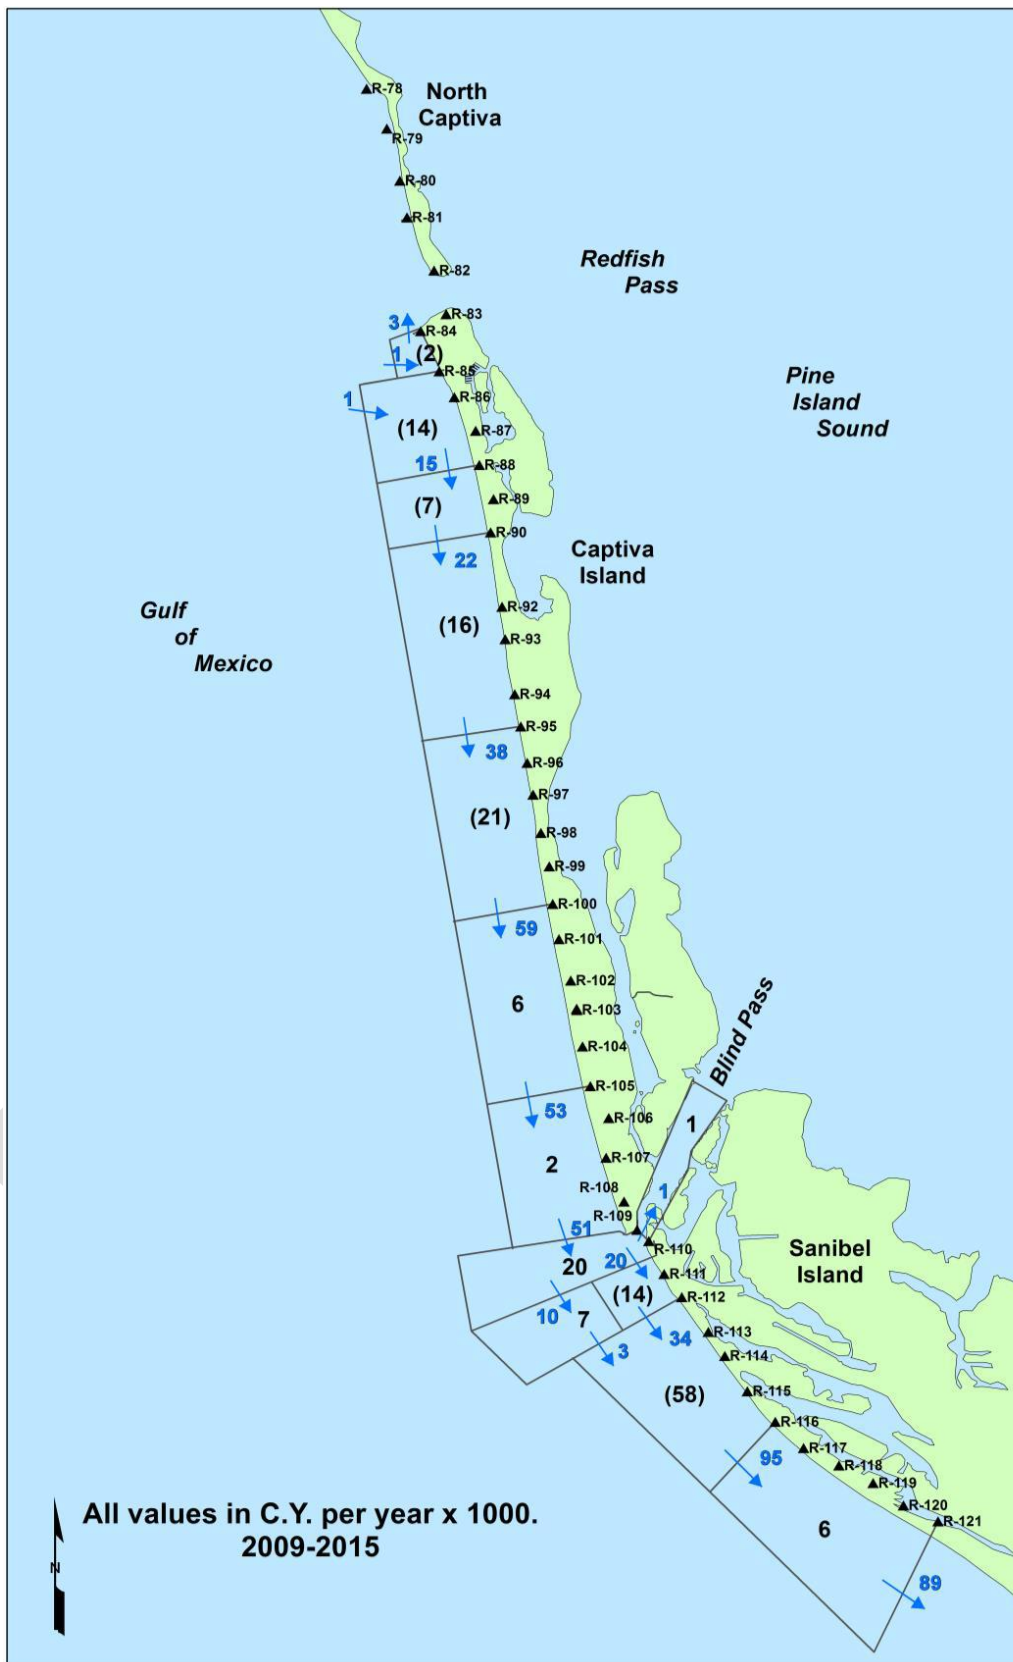 R-78
North
Captiva
R-79
R-80
R-81
Redfish
Pass
R-82
R-83
3
R-84
1
(2)
R-85
Pine
Island
Sound
1
R-86
(14)
R-87
15
R-88
(7)
R-89
R-90
22
Captiva
Island
Gulf
of
Mexico
R-92
(16)
R-93
R-94
R-95
38
R-96
R-97
(21)
R-98
R-99
R-100
59
R-101
R-102
6
R-103
R-104
Blind Pass
R-105
53
R-106
1
2
R-107
R-108
1
R-109
51
R-110
20
20
R-111
Sanibel
Island
(14)
R-112
10
7
34
R-113
3
R-114
(58)
R-115
R-116
95
R-117
R-118
R-119
R-120
R-121
6
89
All values in C.Y. per year x 1000.
2009-2015
N